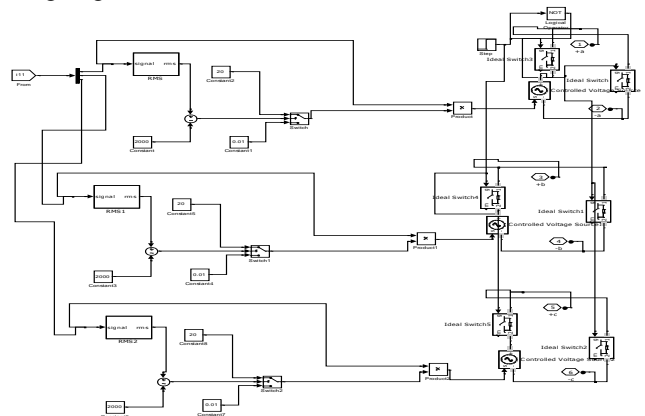 NOT
Logical
Step
1
+a
Ideal Switch3
Ideal Switch
i11
From
signal rms
RMS
20
Constant2
Controlled Voltage Source
2
-a
Switch
×
Product
2000
Constant
0.01
Constant1
3
+b
signal rms
RMS1
20
Constant5
Ideal Switch4
Ideal Switch1
Controlled Voltage Source1
4
-b
×
Product1
Switch1
2000
Constant3
0.01
Constant4
5
+c
signal rms
RMS2
20
Constant8
Ideal Switch5
Ideal Switch2
Controlled Voltage
×
Product2
6
-c
Switch2
2000
0.01
Constant7